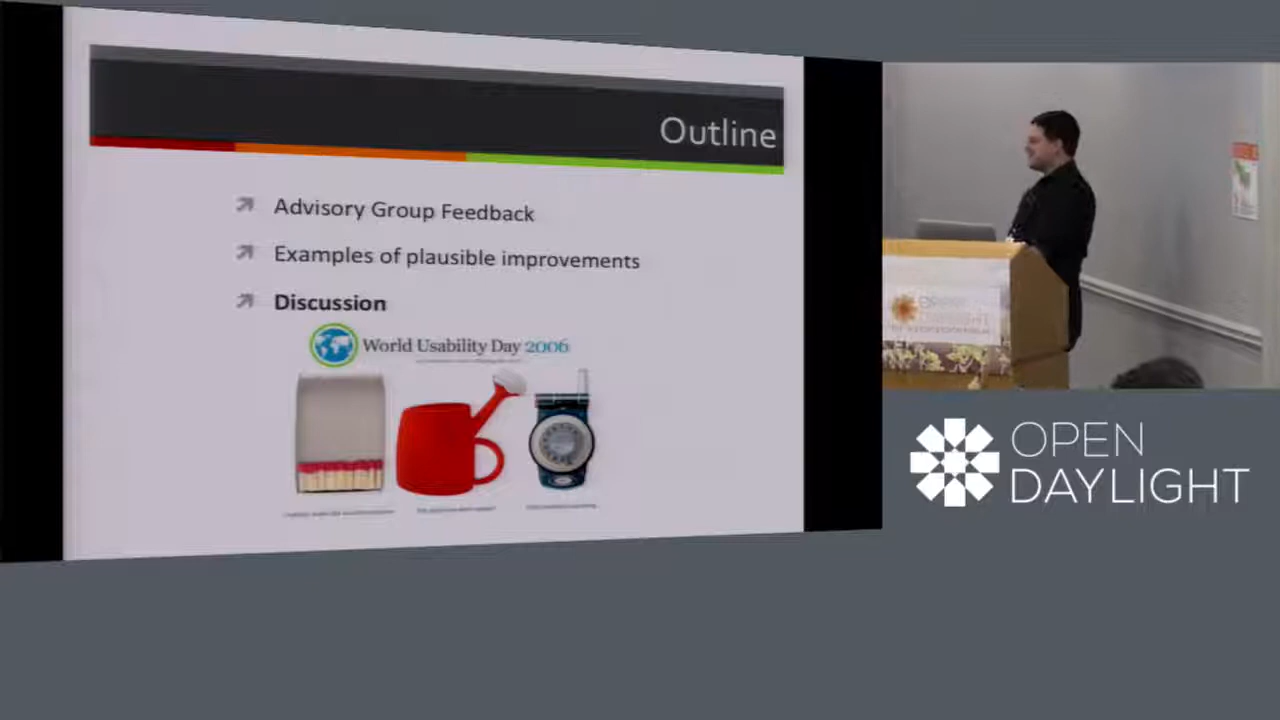 Outline
Advisory Group Feedback
Examples of plausible improvements
Discussion
World Usability Day 2006
OPEN
DAYLIGHT